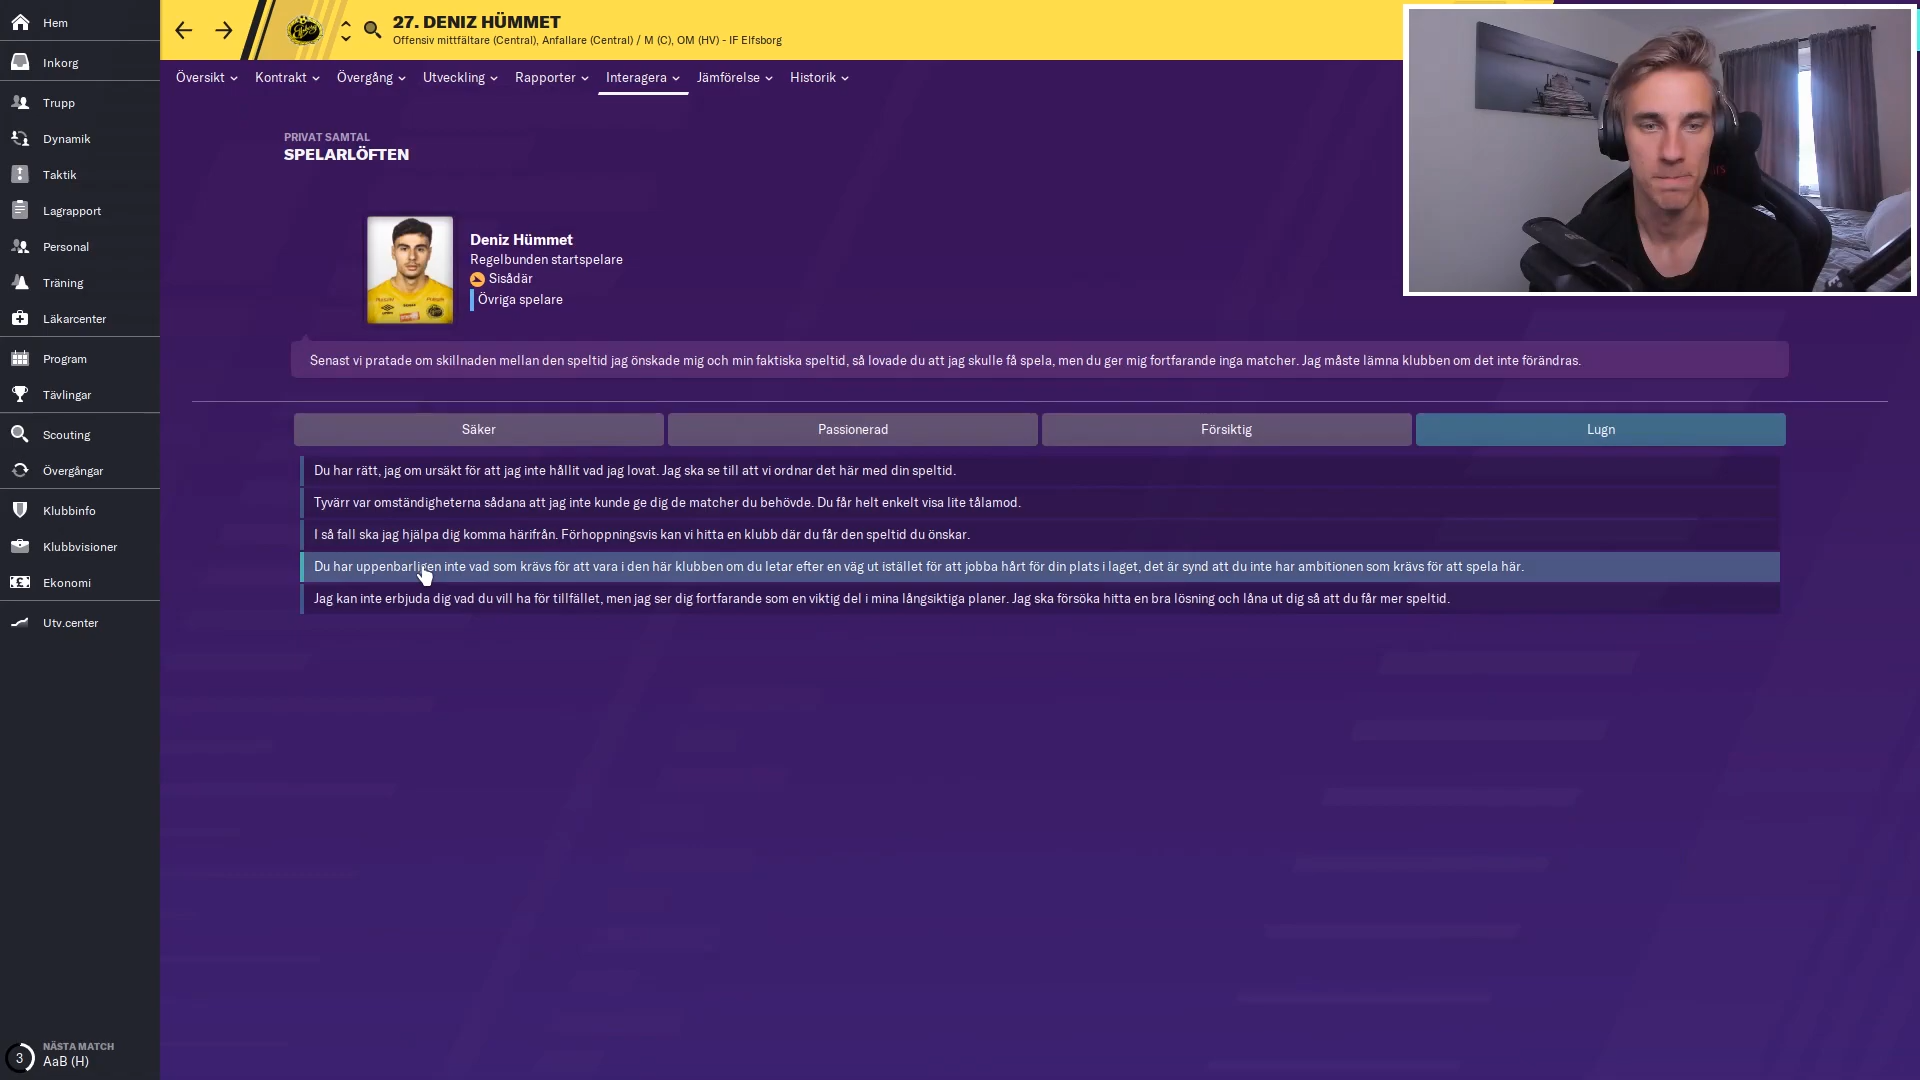 Hem
Inkorg
Trupp
Dynamik
Taktik
Lagrapport
Personal
Träning
Läkarcenter
Program
Tävlingar
Scouting
Övergångar
Klubbinfo
Klubbvisioner
Ekonomi
Utv.center
3
NÄSTA MATCH
AaB (H)
27. DENIZ HÜMMET
Offensiv mittfältare (Central), Anfallare (Central) / M (C), OM (HV) - IF Elfsborg
Översikt Kontrakt Övergång Utveckling Rapporter Interagera Jämförelse Historik
PRIVAT SAMTAL
SPELARLÖFTEN
Deniz Hümmet
Regelbunden startspelare
Sisådär
Övriga spelare
Senast vi pratade om skillnaden mellan den speltid jag önskade mig och min faktiska speltid, så lovade du att jag skulle få spela, men du ger mig fortfarande inga matcher. Jag måste lämna klubben om det inte förändras.
Säker Passionerad Försiktig Lugn
Du har rätt, jag om ursäkt för att jag inte hållit vad jag lovat. Jag ska se till att vi ordnar det här med din speltid.
Tyvärr var omständigheterna sådana att jag inte kunde ge dig de matcher du behövde. Du får helt enkelt visa lite tålamod.
I så fall ska jag hjälpa dig komma härifrån. Förhoppningsvis kan vi hitta en klubb där du får den speltid du önskar.
Du har uppenbarligen inte vad som krävs för att vara i den här klubben om du letar efter en väg ut istället för att jobba hårt för din plats i laget, det är synd att du inte har ambitionen som krävs för att spela här.
Jag kan inte erbjuda dig vad du vill ha för tillfället, men jag ser dig fortfarande som en viktig del i mina långsiktiga planer. Jag ska försöka hitta en bra lösning och låna ut dig så att du får mer speltid.